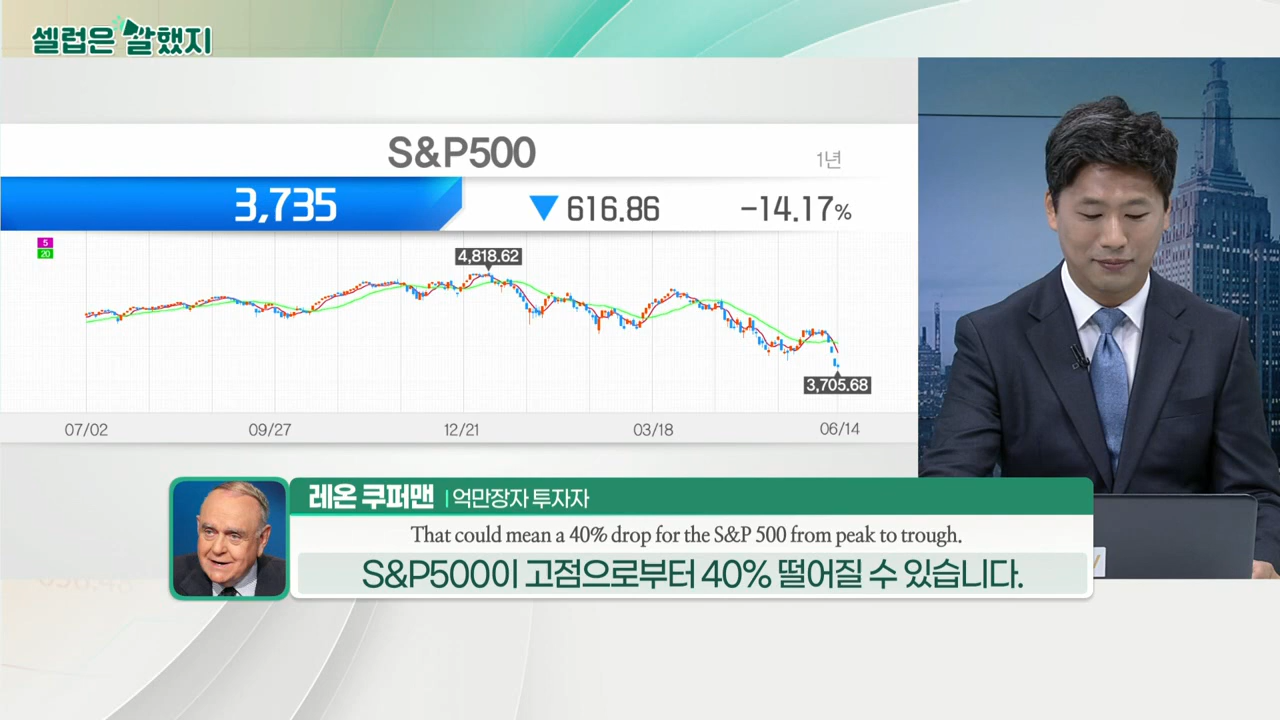 셀럽은 말했지
S&P500
1년
3,735
▼ 616.86
-14.17%
5
20
4,818.62
3,705.68
07/02
09/27
12/21
03/18
06/14
레온 쿠퍼맨 | 억만장자 투자자
That could mean a 40% drop for the S&P 500 from peak to trough.
S&P500이 고점으로부터 40% 떨어질 수 있습니다.